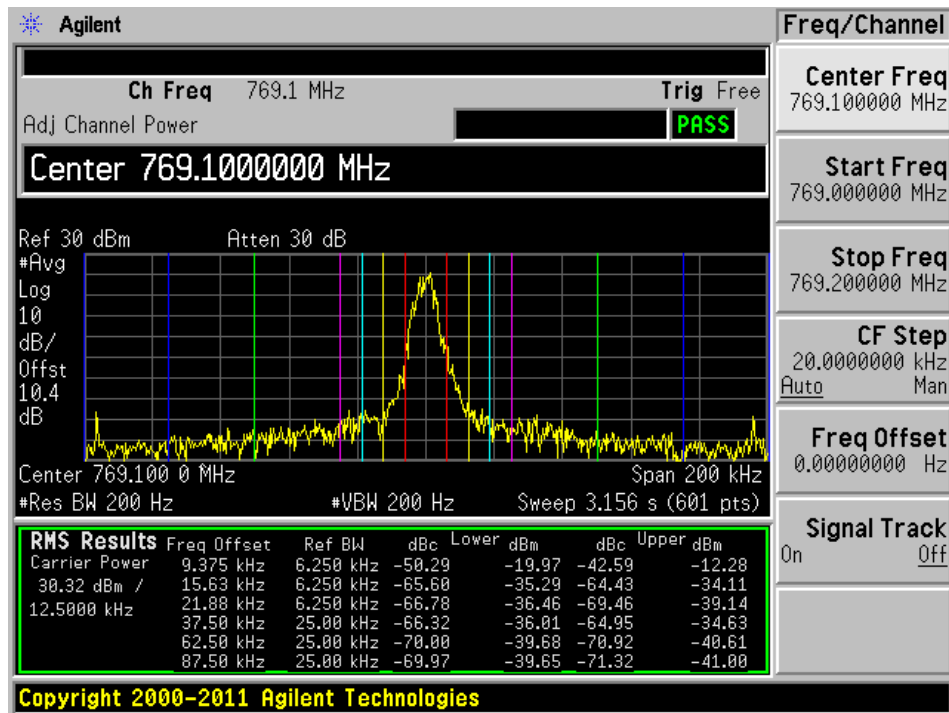 Agilent
Freq/Channel
Ch Freq 769.1 MHz Trig Free
Adj Channel Power PASS
Center 769.1000000 MHz
Ref 30 dBm Atten 30 dB
#Avg
Log
10
dB/
Offst
10.4
dB
Center 769.100 0 MHz Span 200 kHz
#Res BW 200 Hz #VBW 200 Hz Sweep 3.156 s (601 pts)
RMS Results Freq Offset Ref BW dBc Lower dBm dBc Upper dBm
Carrier Power 9.375 kHz 6.250 kHz -50.29 -19.97 -42.59 -12.28
30.32 dBm / 15.63 kHz 6.250 kHz -65.60 -35.29 -64.43 -34.11
12.5000 kHz 21.88 kHz 6.250 kHz -66.78 -36.46 -69.46 -39.14
37.50 kHz 25.00 kHz -66.32 -36.01 -64.95 -34.63
62.50 kHz 25.00 kHz -70.00 -39.68 -70.92 -40.61
87.50 kHz 25.00 kHz -69.97 -39.65 -71.32 -41.00
Center Freq
769.100000 MHz
Start Freq
769.000000 MHz
Stop Freq
769.200000 MHz
CF Step
20.0000000 kHz
Auto Man
Freq Offset
0.00000000 Hz
Signal Track
On Off
Copyright 2000-2011 Agilent Technologies